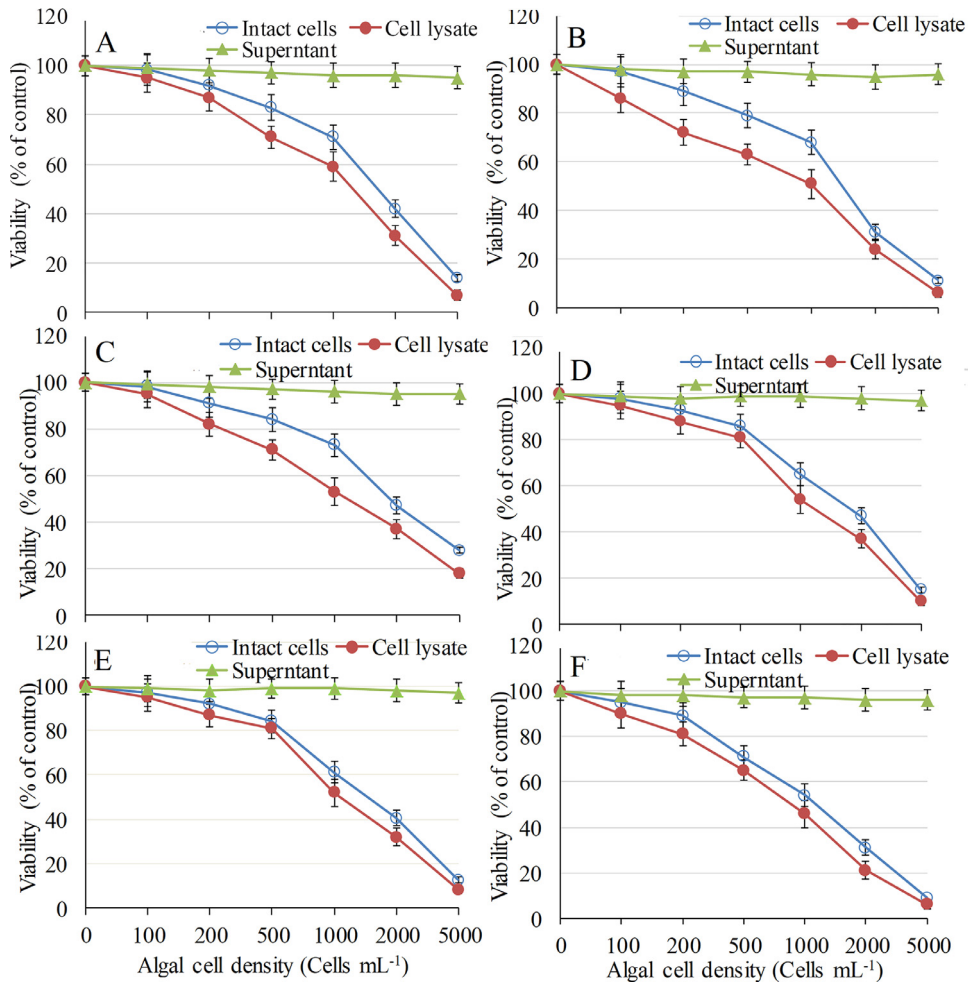 120
A
Intact cells
Cell lysate
Superntant
100
80
60
40
20
0
Viability (% of control)
120
B
Intact cells
Cell lysate
Superntant
100
80
60
40
20
0
Viability (% of control)
120
C
Intact cells
Cell lysate
Superntant
100
80
60
40
20
0
Viability (% of control)
120
D
Intact cells
Cell lysate
Superntant
100
80
60
40
20
0
Viability (% of control)
120
E
Intact cells
Cell lysate
Superntant
100
80
60
40
20
0
Viability (% of control)
0 100 200 500 1000 2000 5000
Algal cell density (Cells mL-1)
120
F
Intact cells
Cell lysate
Superntant
100
80
60
40
20
0
Viability (% of control)
0 100 200 500 1000 2000 5000
Algal cell density (Cells mL-1)